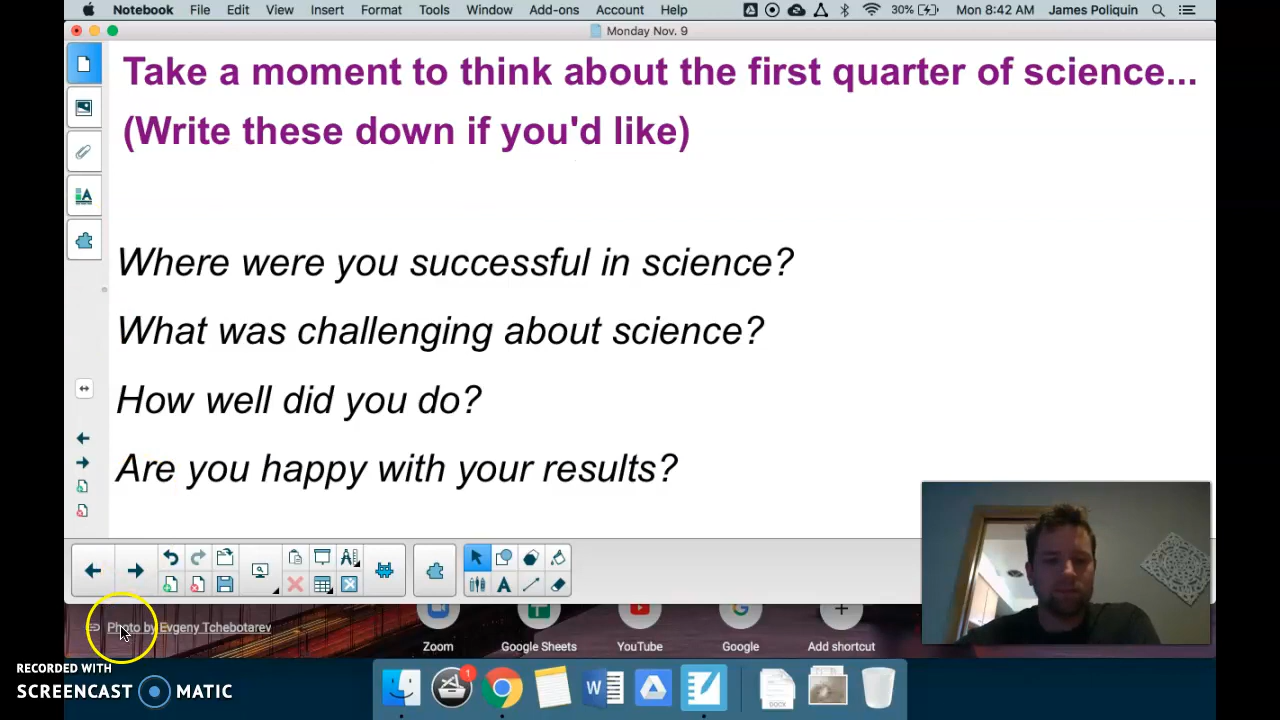 Notebook File Edit View Insert Format Tools Window Add-ons Account Help 30% Mon 8:42 AM James Poliquin
Monday Nov. 9
Take a moment to think about the first quarter of science...
(Write these down if you'd like)
Where were you successful in science?
What was challenging about science?
How well did you do?
Are you happy with your results?
Photo by Evgeny Tchebotarev
Zoom Google Sheets YouTube Google Add shortcut
RECORDED WITH
SCREENCAST MATIC
1
DOCX